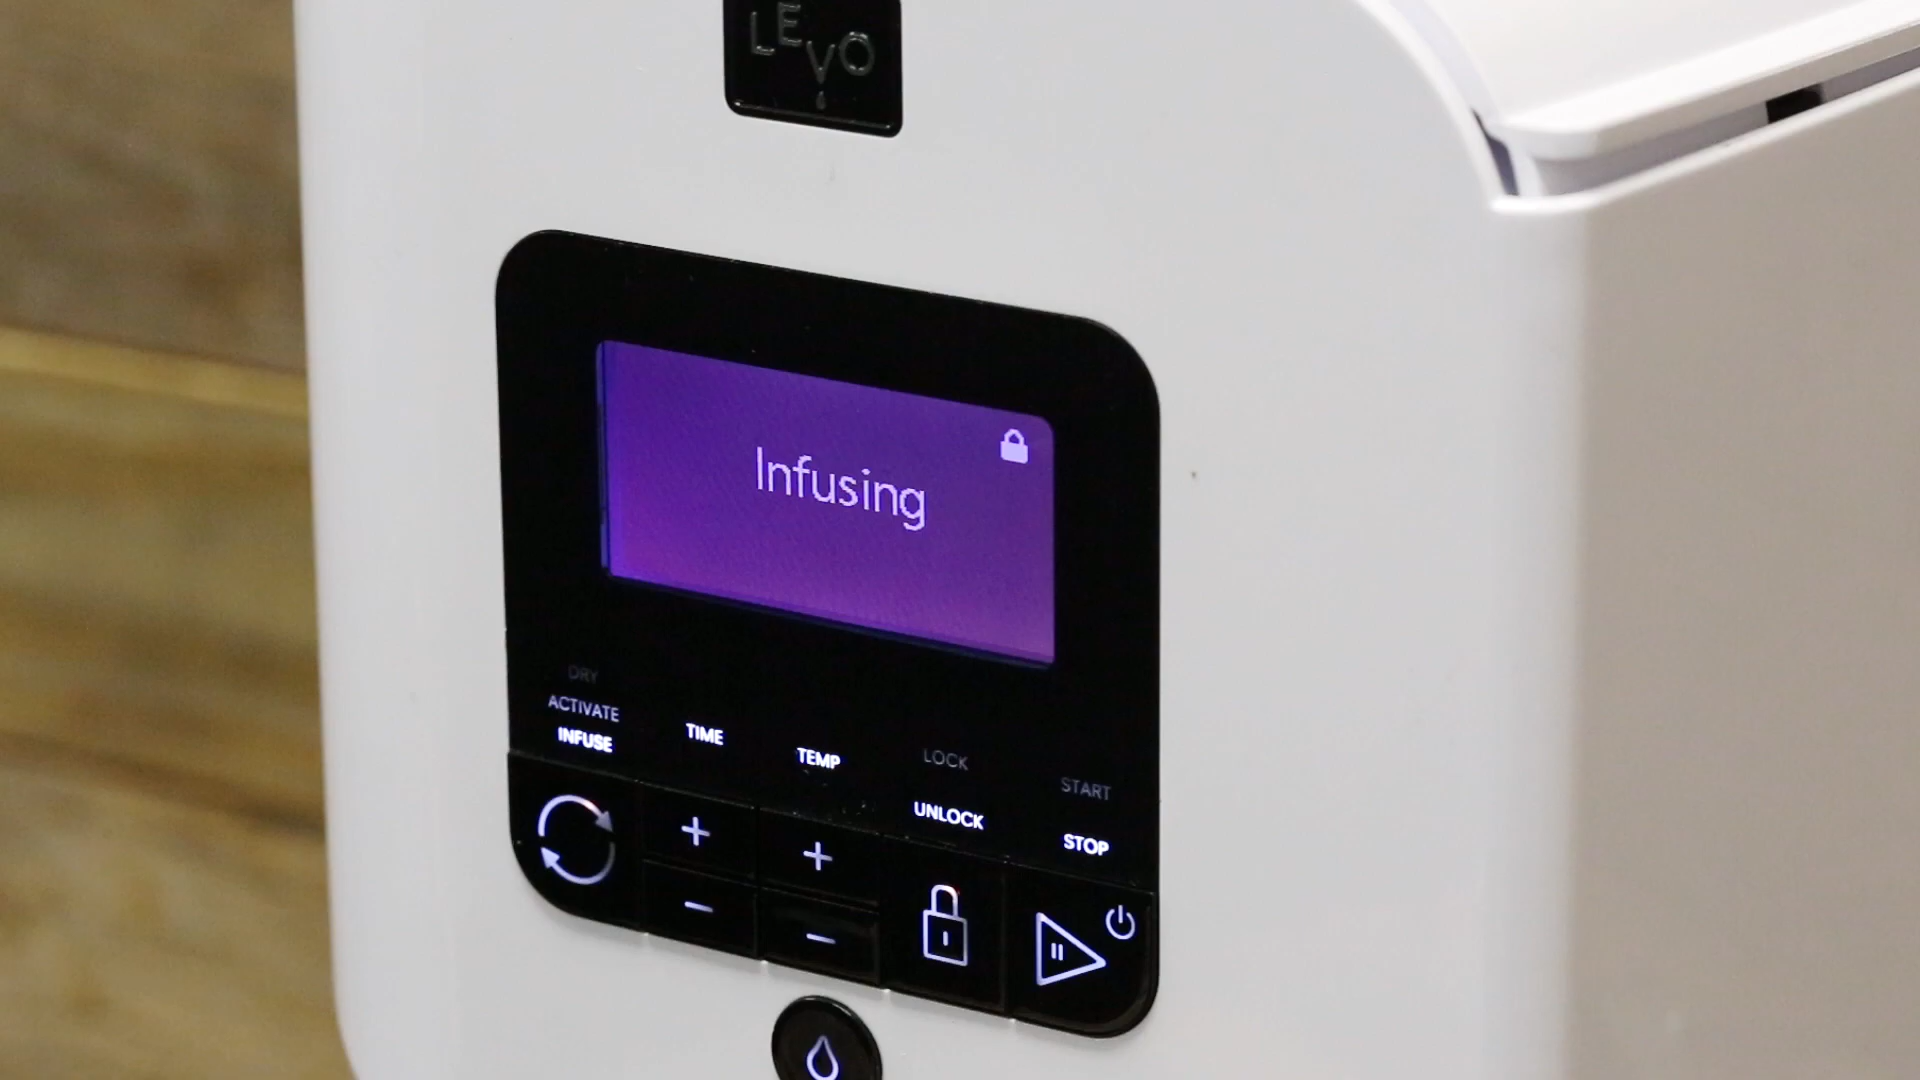 LEVO
Infusing
DRY
ACTIVATE
INFUSE
TIME
TEMP
LOCK
UNLOCK
START
STOP